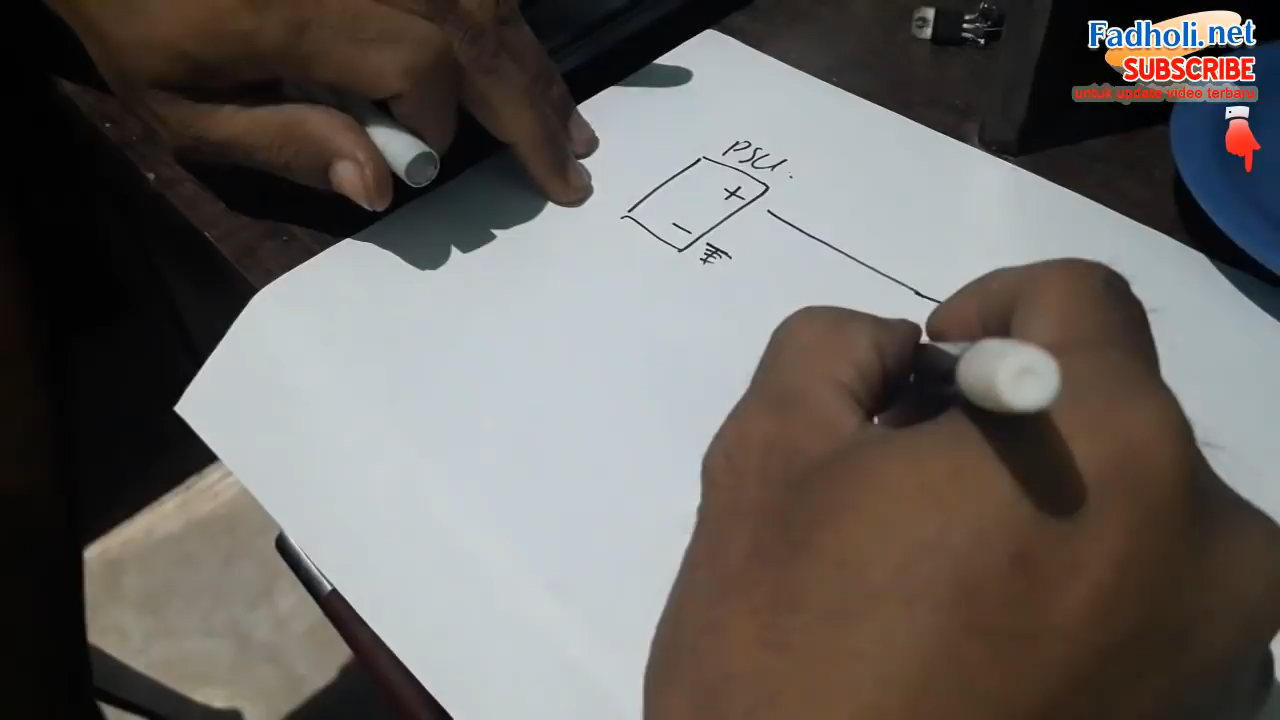 Fadholi.net
SUBSCRIBE
untuk update video terbaru
PSU.
+
-